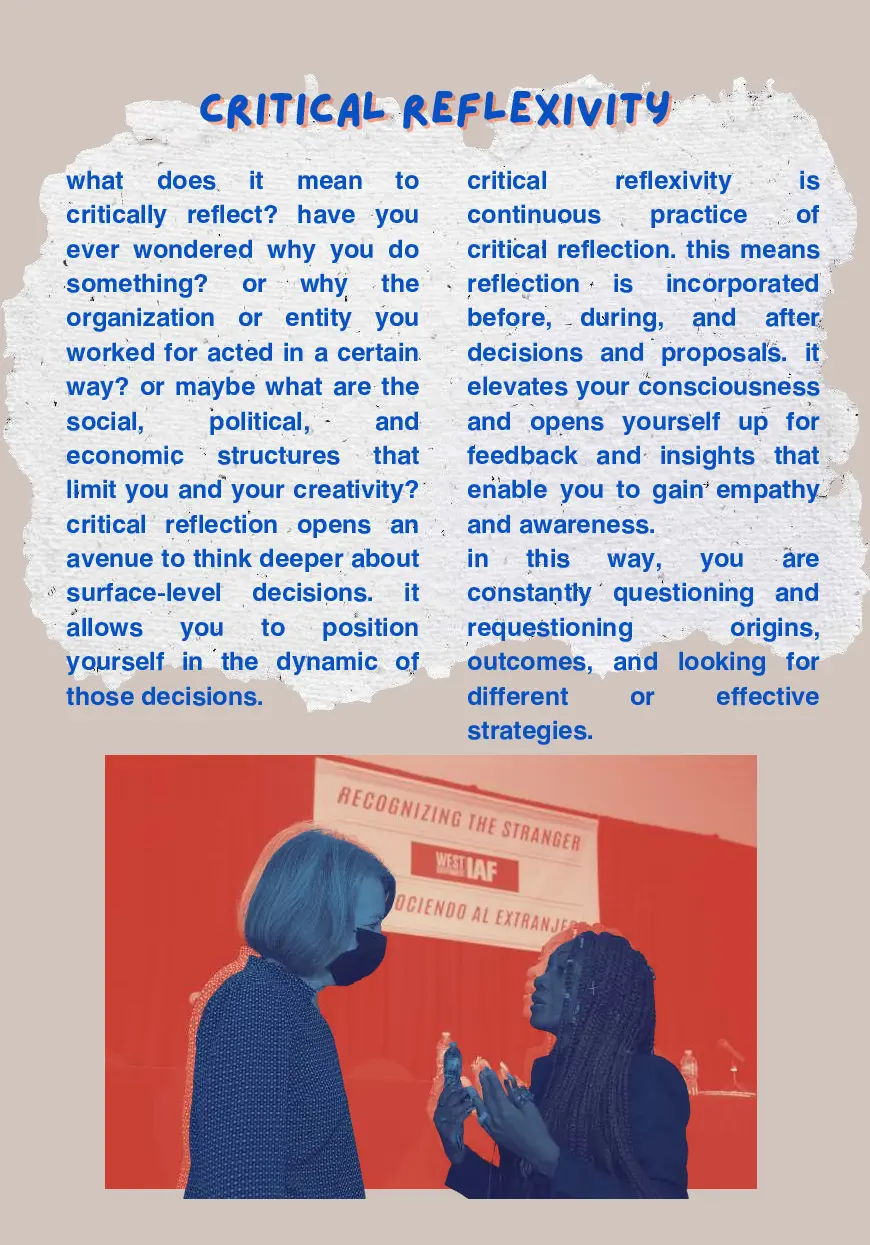 CRITICAL REFLEXIVITY
what does it mean to
critically reflect? have you
ever wondered why you do
something? or why the
organization or entity you
worked for acted in a certain
way? or maybe what are the
social, political, and
economic structures that
limit you and your creativity?
critical reflection opens an
avenue to think deeper about
surface-level decisions. it
allows you to position
yourself in the dynamic of
those decisions.
critical reflexivity is
continuous practice of
critical reflection. this means
reflection is incorporated
before, during, and after
decisions and proposals. it
elevates your consciousness
and opens yourself up for
feedback and insights that
enable you to gain empathy
and awareness.
in this way, you are
constantly questioning and
requestioning origins,
outcomes, and looking for
different or effective
strategies.
RECOGNIZING THE STRANGER
WEST IAF
OCIENDO AL EXTRANJE